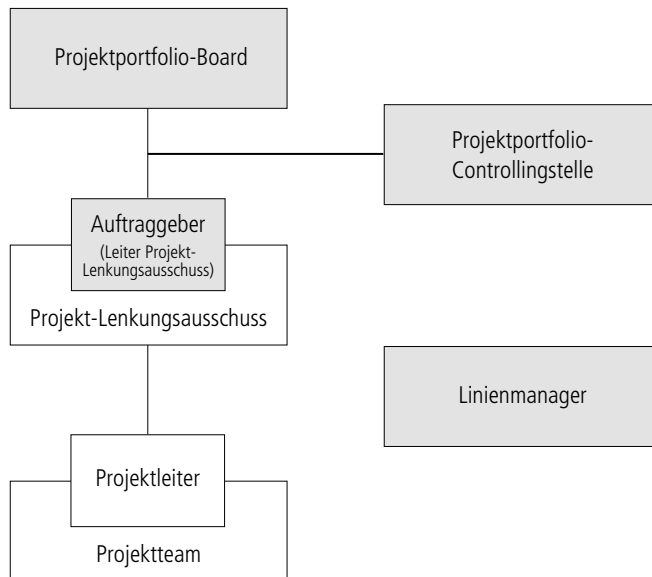 Projektportfolio-Board
Projektportfolio-
Controllingstelle
Auftraggeber
(Leiter Projekt-
Lenkungsausschuss)
Projekt-Lenkungsausschuss
Linienmanager
Projektleiter
Projektteam